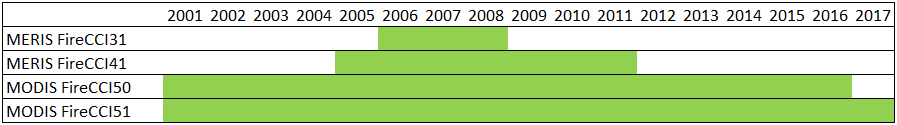 2001 2002 2003 2004 2005 2006 2007 2008 2009 2010 2011 2012 2013 2014 2015 2016 2017
MERIS FireCCI31
MERIS FireCCI41
MODIS FireCCI50
MODIS FireCCI51